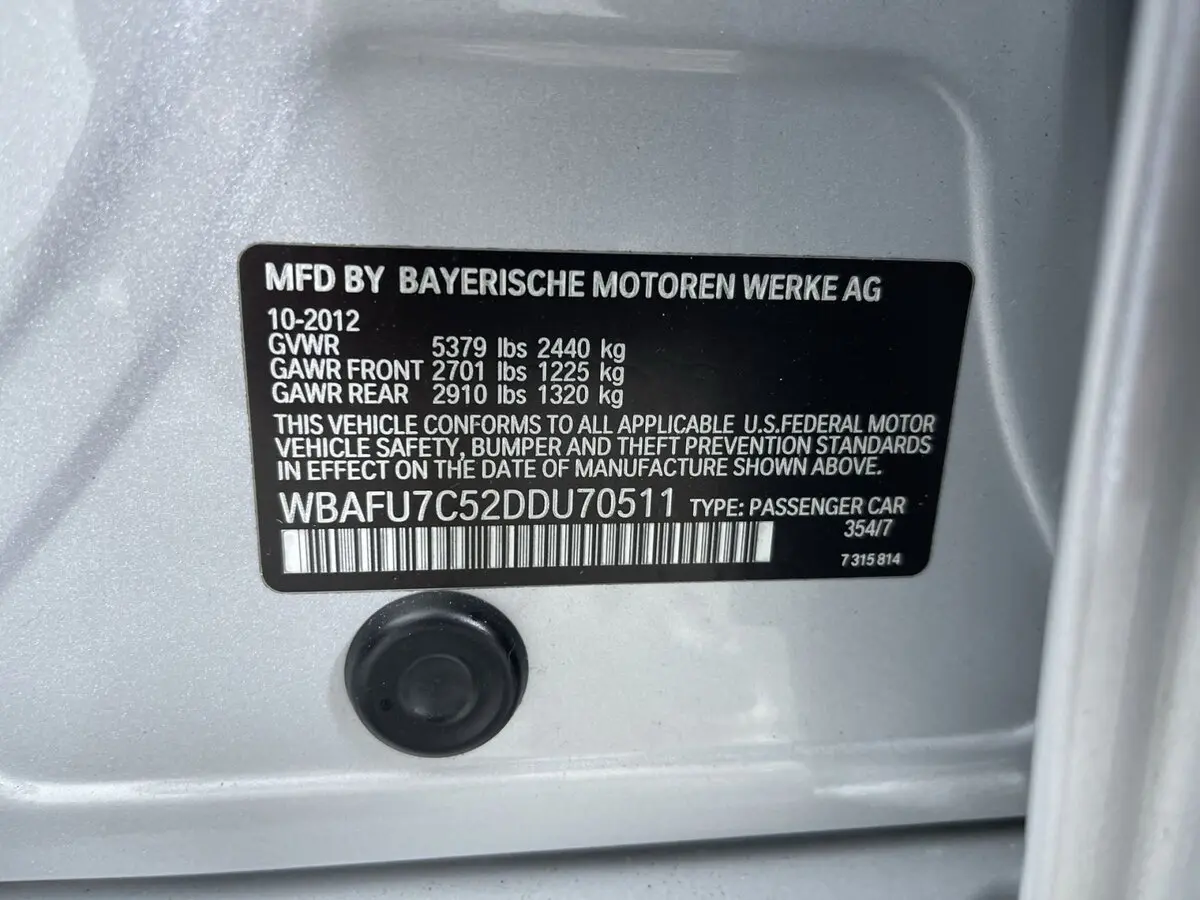 MFD BY BAYERISCHE MOTOREN WERKE AG
10-2012
GVWR 5379 lbs 2440 kg
GAWR FRONT 2701 lbs 1225 kg
GAWR REAR 2910 lbs 1320 kg
THIS VEHICLE CONFORMS TO ALL APPLICABLE U.S.FEDERAL MOTOR
VEHICLE SAFETY, BUMPER AND THEFT PREVENTION STANDARDS
IN EFFECT ON THE DATE OF MANUFACTURE SHOWN ABOVE.
WBAFU7C52DDU70511 TYPE: PASSENGER CAR
354/7
7 315 814